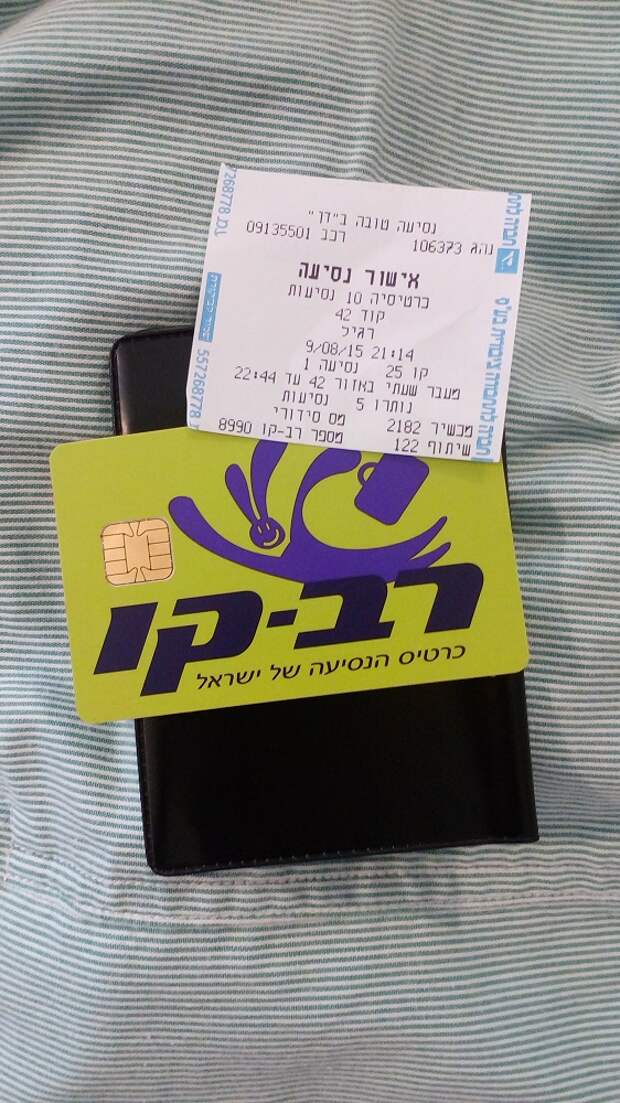 נסיעה טובה ב"דן"
נהג 106373 רכב 09135501
אישור נסיעה
כרטיסיה 10 נסיעות
קוד 42
רגיל
9/08/15 21:14
קו 25 נסיעה 1
מעבר שעתי באזור 42 עד 22:44
נותרו 5 נסיעות
מכשיר 2182 מס סידורי
שיתוף 122 מספר רב-קו 8990
557268778
רב-קו
כרטיס הנסיעה של ישראל